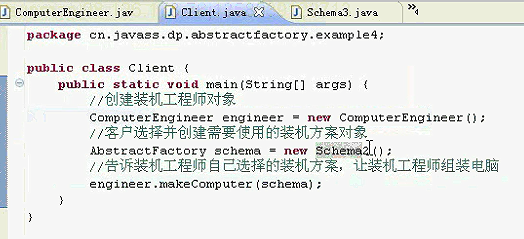 ComputerEngineer.jav Client.java Schema3.java
package cn.javass.dp.abstractfactory.example4;
public class Client {
public static void main(String[] args) {
//创建装机工程师对象
ComputerEngineer engineer = new ComputerEngineer();
//客户选择并创建需要使用的装机方案对象
AbstractFactory schema = new Schema2();
//告诉装机工程师自己选择的装机方案，让装机工程师组装电脑
engineer.makeComputer(schema);
}
}